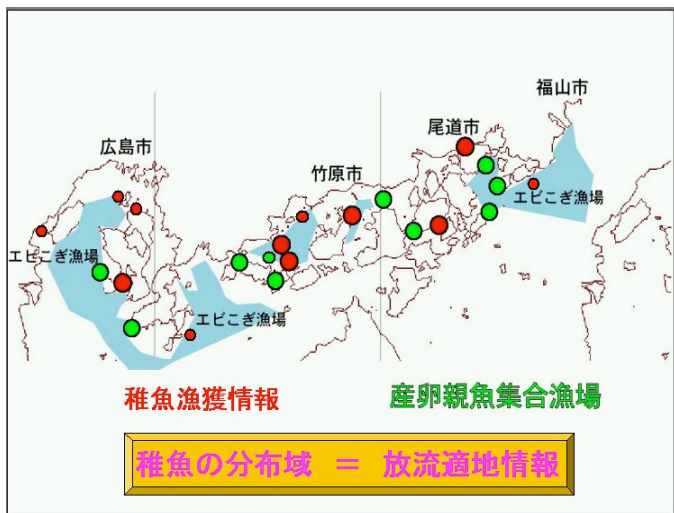 福山市
尾道市
広島市
竹原市
エビこぎ漁場
エビこぎ漁場
エビこぎ漁場
稚魚漁獲情報
産卵親魚集合漁場
稚魚の分布域 = 放流適地情報